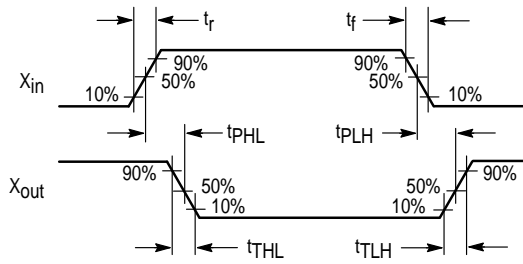 tr tf
90% 90%
Xin 50% 50%
10% 10%
tPHL tPLH
Xout 90% 50% 50% 90%
10% 10%
tTHL tTLH